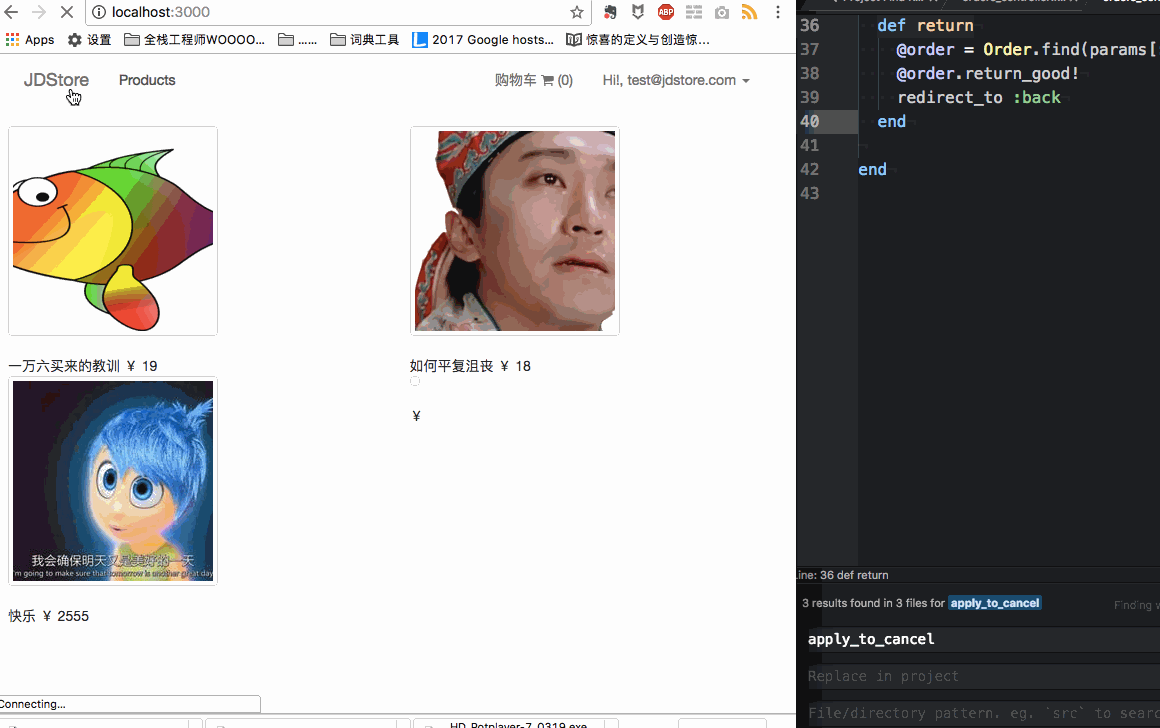 localhost:3000
Apps 设置 全栈工程师WOOOO... ...... 词典工具 2017 Google hosts... 惊喜的定义与创造惊...
JDStore Products 购物车 (0) Hi!, test@jdstore.com
一万六买来的教训 ¥ 19
如何平复沮丧 ¥ 18
¥
我会确保明天又是美好的一天
I'm going to make sure that tomorrow is another great day
快乐 ¥ 2555
Connecting...
HD_Potplayer-7_0319.exe
ABP
36 def return
37 @order = Order.find(params[
38 @order.return_good!
39 redirect_to :back
40 end
41
42 end
43
Line: 36 def return
3 results found in 3 files for apply_to_cancel
Finding
apply_to_cancel
Replace in project
File/directory pattern. eg. `src` to searc